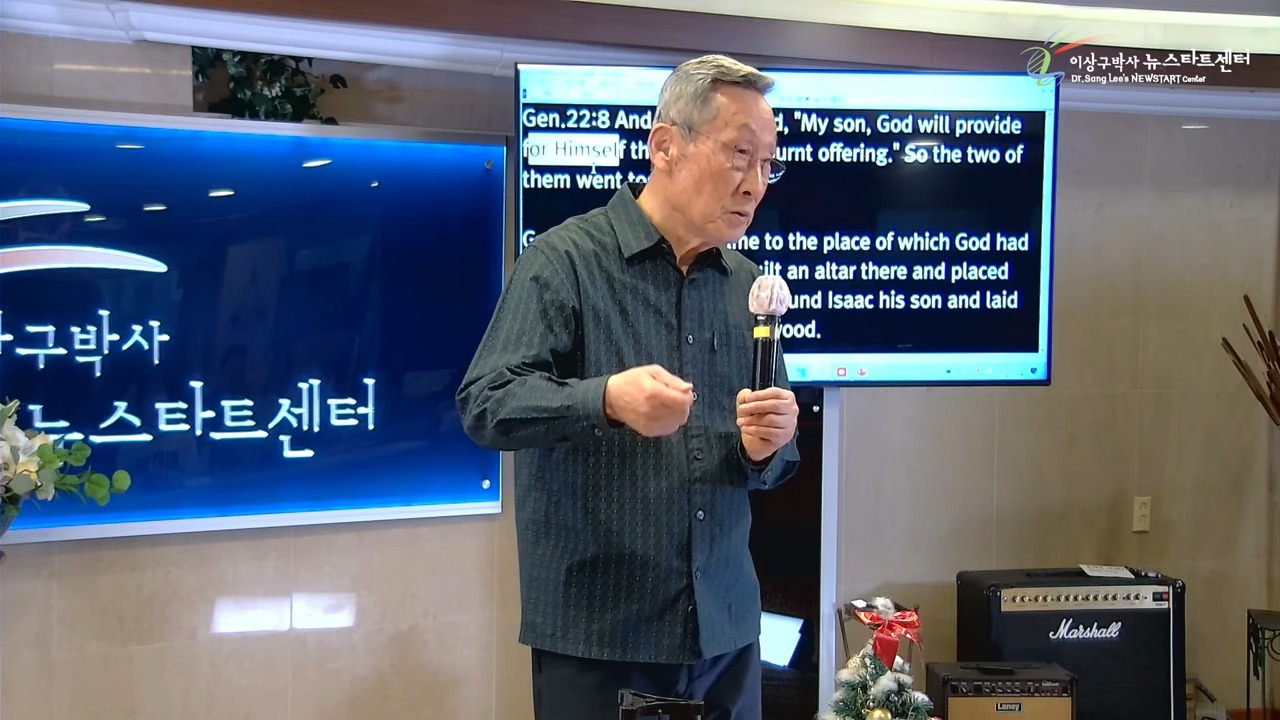 이상구박사 뉴스타트센터
Dr. Sang Lee's NEWSTART Center
Gen.22:8 And d, "My son, God will provide
for Himself th urnt offering." So the two of
them went to
G me to the place of which God had
uilt an altar there and placed
und Isaac his son and laid
wood.
구박사
뉴스타트센터
Marshall
Laney